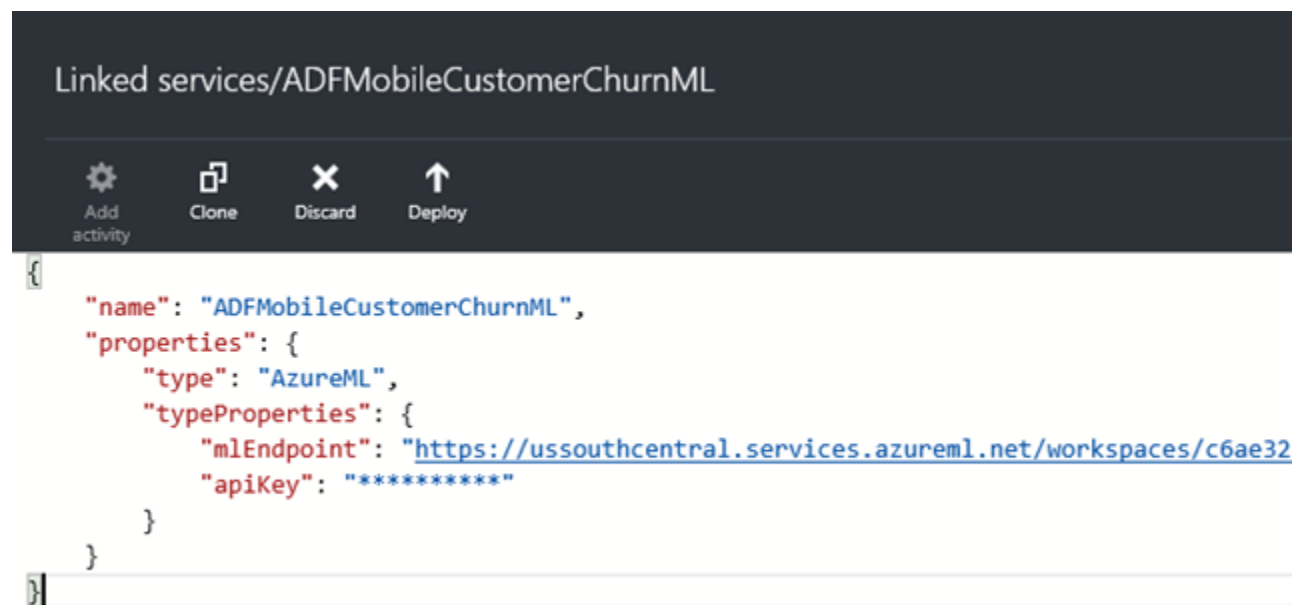 Linked services/ADFMobileCustomerChurnML
Add activity
Clone
Discard
Deploy
{
"name": "ADFMobileCustomerChurnML",
"properties": {
"type": "AzureML",
"typeProperties": {
"mlEndpoint": "https://ussouthcentral.services.azureml.net/workspaces/c6ae32
"apiKey": "**********"
}
}
}